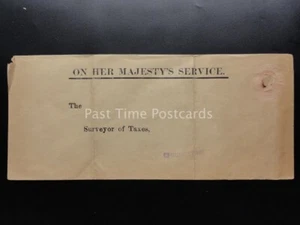 ON HER MAJESTY'S SERVICE.
The
Past Time Postcards
Surveyor of Taxes,